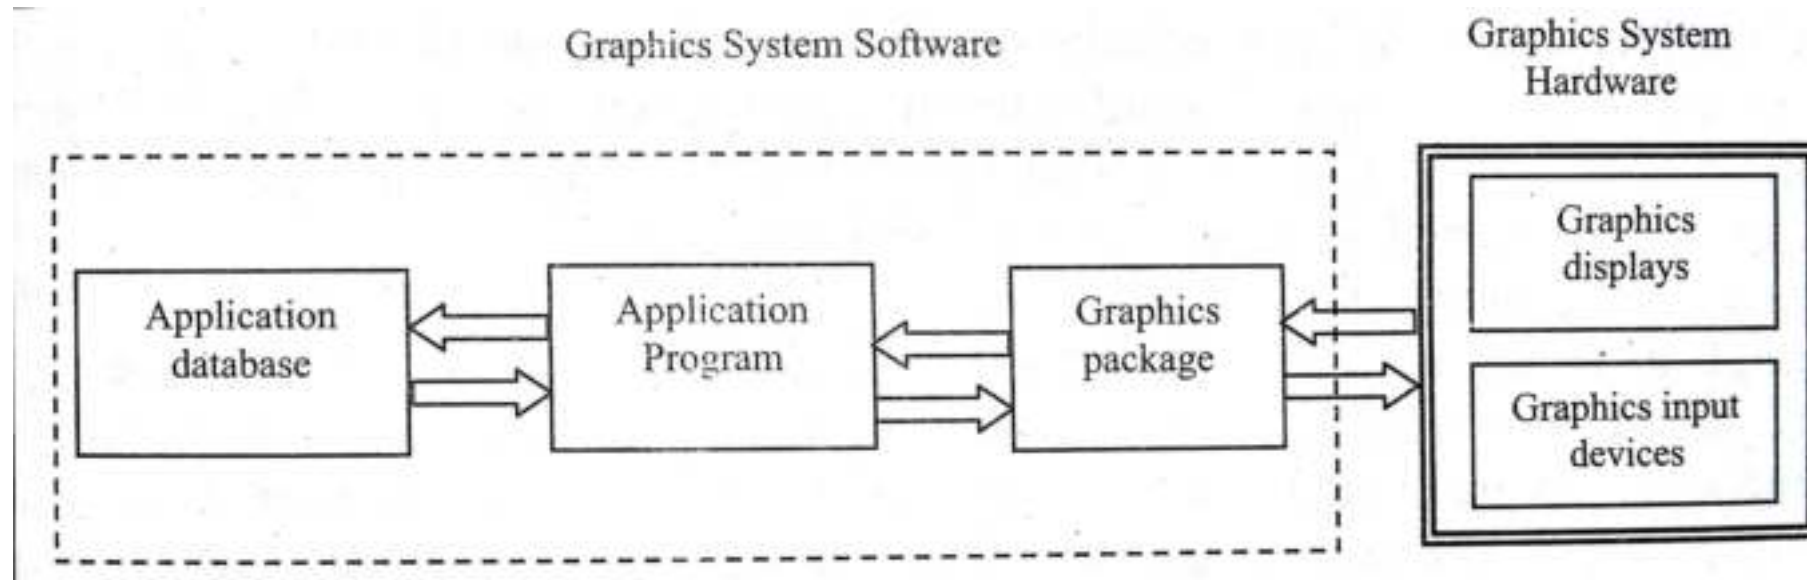 Graphics System Software
Graphics System
Hardware
Application
database
Application
Program
Graphics
package
Graphics
displays
Graphics input
devices